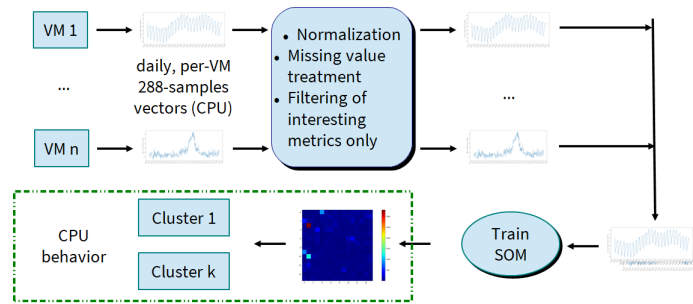 VM 1
...
VM n
daily, per-VM
288-samples
vectors (CPU)
• Normalization
• Missing value
treatment
• Filtering of
interesting
metrics only
...
CPU
behavior
Cluster 1
Cluster k
Train
SOM